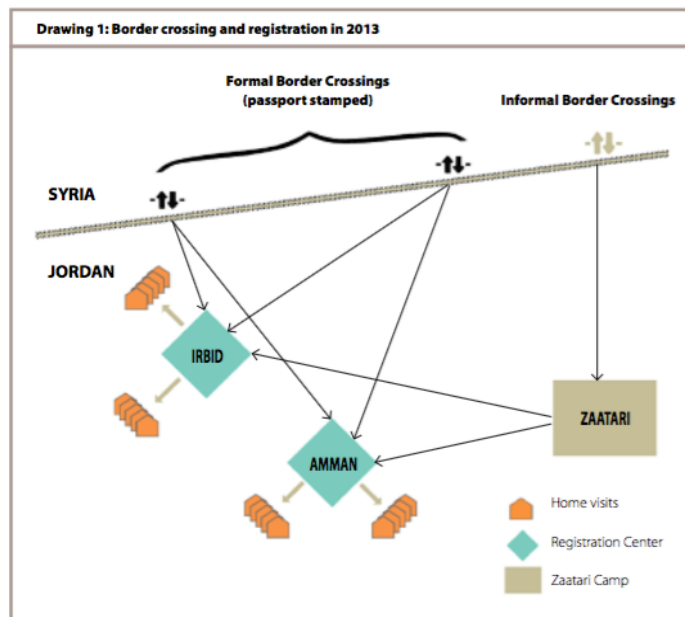 Drawing 1: Border crossing and registration in 2013
Formal Border Crossings
(passport stamped)
Informal Border Crossings
SYRIA
JORDAN
IRBID
ZAATARI
AMMAN
Home visits
Registration Center
Zaatari Camp